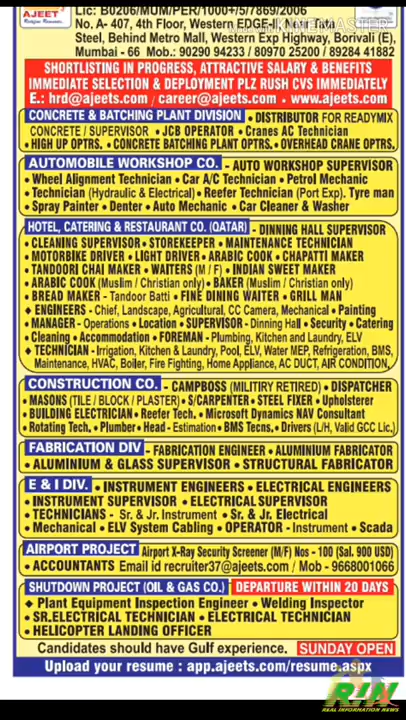 AJEET
Lic: B0206/MUM/PER/1000+/5/7869/2006
No. A- 407, 4th Floor, Western EDGE-II, Near Tata
Steel, Behind Metro Mall, Western Exp Highway, Borivali (E),
Mumbai - 66 Mob.: 90290 94233 / 80970 25200 / 89284 41882
SHORTLISTING IN PROGRESS, ATTRACTIVE SALARY & BENEFITS
IMMEDIATE SELECTION & DEPLOYMENT PLZ RUSH CVS IMMEDIATELY
E.: hrd@ajeets.com / career@ajeets.com • www.ajeets.com
CONCRETE & BATCHING PLANT DIVISION • DISTRIBUTOR FOR READYMIX
CONCRETE / SUPERVISOR • JCB OPERATOR • Cranes AC Technician
• HIGH UP OPTRS. • CONCRETE BATCHING PLANT OPTRS. • OVERHEAD CRANE OPTRS.
AUTOMOBILE WORKSHOP CO. • AUTO WORKSHOP SUPERVISOR
• Wheel Alignment Technician • Car A/C Technician • Petrol Mechanic
• Technician (Hydraulic & Electrical) • Reefer Technician (Port Exp). Tyre man
• Spray Painter • Denter • Auto Mechanic • Car Cleaner & Washer
HOTEL, CATERING & RESTAURANT CO. (QATAR) - DINNING HALL SUPERVISOR
• CLEANING SUPERVISOR • STOREKEEPER • MAINTENANCE TECHNICIAN
• MOTORBIKE DRIVER • LIGHT DRIVER • ARABIC COOK • CHAPATTI MAKER
• TANDOORI CHAI MAKER • WAITERS (M / F) • INDIAN SWEET MAKER
• ARABIC COOK (Muslim / Christian only) • BAKER (Muslim / Christian only)
• BREAD MAKER - Tandoor Batti • FINE DINING WAITER • GRILL MAN
◆ ENGINEERS - Chief, Landscape, Agricultural, CC Camera, Mechanical • Painting
• MANAGER - Operations • Location • SUPERVISOR - Dinning Hall • Security • Catering
• Cleaning • Accommodation • FOREMAN - Plumbing, Kitchen and Laundry, ELV
◆ TECHNICIAN - Irrigation, Kitchen & Laundry, Pool, ELV, Water MEP, Refrigration, BMS,
Maintenance, HVAC, Boiler, Fire Fighting, Home Appliance, AC DUCT, AIR CONDITION,
CONSTRUCTION CO. - CAMPBOSS (MILITIRY RETIRED) • DISPATCHER
• MASONS (TILE / BLOCK / PLASTER) • S/CARPENTER • STEEL FIXER • Upholsterer
• BUILDING ELECTRICIAN • Reefer Tech. • Microsoft Dynamics NAV Consultant
• Rotating Tech, • Plumber • Head - Estimation • BMS Tecns. • Drivers (L/H, Valid GCC Lic.)
FABRICATION DIV - FABRICATION ENGINEER • ALUMINIUM FABRICATOR
• ALUMINIUM & GLASS SUPERVISOR • STRUCTURAL FABRICATOR
E & I DIV. • INSTRUMENT ENGINEERS • ELECTRICAL ENGINEERS
• INSTRUMENT SUPERVISOR • ELECTRICAL SUPERVISOR
• TECHNICIANS - Sr. & Jr. Instrument • Sr. & Jr. Electrical
• Mechanical • ELV System Cabling • OPERATOR - Instrument • Scada
AIRPORT PROJECT Airport X-Ray Security Screener (M/F) Nos - 100 (Sal. 900 USD)
• ACCOUNTANTS Email id recruiter37@ajeets.com / Mob - 9668001066
SHUTDOWN PROJECT (OIL & GAS CO.) DEPARTURE WITHIN 20 DAYS
◆ Plant Equipment Inspection Engineer • Welding Inspector
• SR.ELECTRICAL TECHNICIAN • ELECTRICAL TECHNICIAN
• HELICOPTER LANDING OFFICER
Candidates should have Gulf experience. SUNDAY OPEN
Upload your resume : app.ajeets.com/resume.aspx
RIN
REAL INFORMATION NEWS